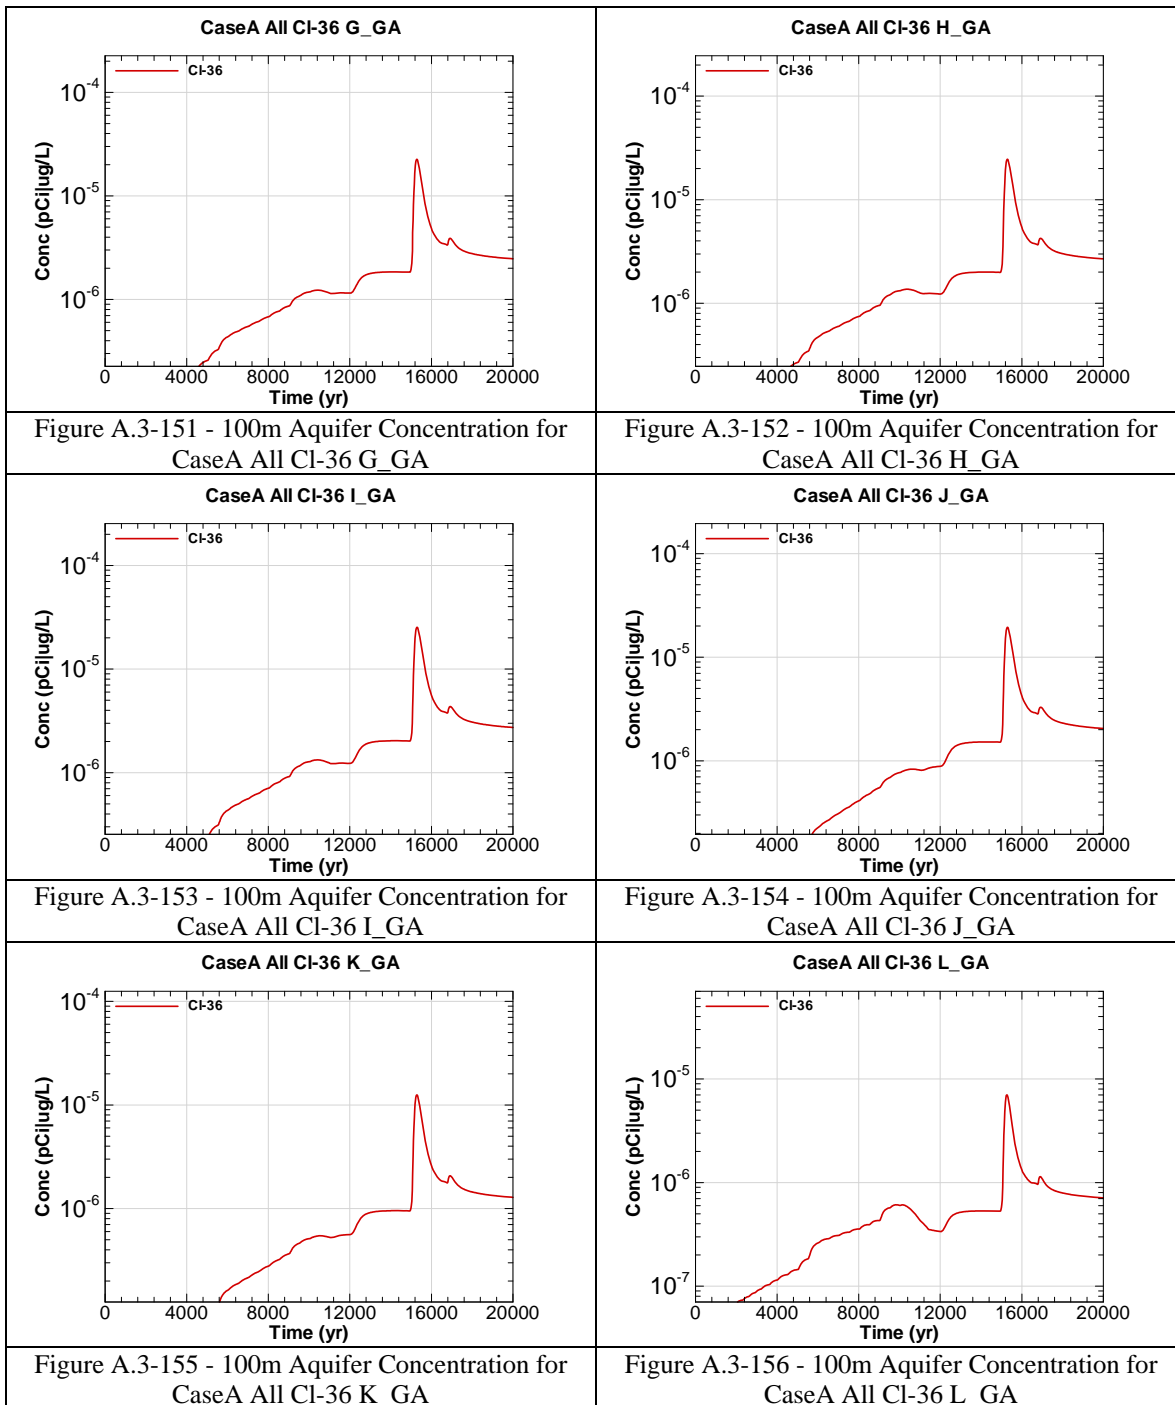 CaseA All Cl-36 G_GA
Cl-36
10-4
10-5
10-6
Conc (pCi|ug/L)
0 4000 8000 12000 16000 20000
Time (yr)
Figure A.3-151 - 100m Aquifer Concentration for
CaseA All Cl-36 G_GA
CaseA All Cl-36 H_GA
Cl-36
10-4
10-5
10-6
Conc (pCi|ug/L)
0 4000 8000 12000 16000 20000
Time (yr)
Figure A.3-152 - 100m Aquifer Concentration for
CaseA All Cl-36 H_GA
CaseA All Cl-36 I_GA
Cl-36
10-4
10-5
10-6
Conc (pCi|ug/L)
0 4000 8000 12000 16000 20000
Time (yr)
Figure A.3-153 - 100m Aquifer Concentration for
CaseA All Cl-36 I_GA
CaseA All Cl-36 J_GA
Cl-36
10-4
10-5
10-6
Conc (pCi|ug/L)
0 4000 8000 12000 16000 20000
Time (yr)
Figure A.3-154 - 100m Aquifer Concentration for
CaseA All Cl-36 J_GA
CaseA All Cl-36 K_GA
Cl-36
10-4
10-5
10-6
Conc (pCi|ug/L)
0 4000 8000 12000 16000 20000
Time (yr)
Figure A.3-155 - 100m Aquifer Concentration for
CaseA All Cl-36 K_GA
CaseA All Cl-36 L_GA
Cl-36
10-5
10-6
10-7
Conc (pCi|ug/L)
0 4000 8000 12000 16000 20000
Time (yr)
Figure A.3-156 - 100m Aquifer Concentration for
CaseA All Cl-36 L_GA